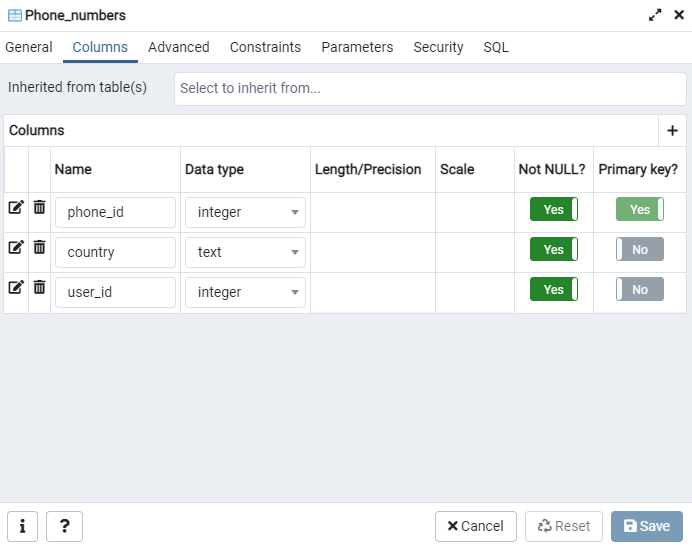 Phone_numbers
General Columns Advanced Constraints Parameters Security SQL
Inherited from table(s) Select to inherit from...
Columns
Name Data type Length/Precision Scale Not NULL? Primary key?
phone_id integer Yes Yes
country text Yes No
user_id integer Yes No
Cancel Reset Save